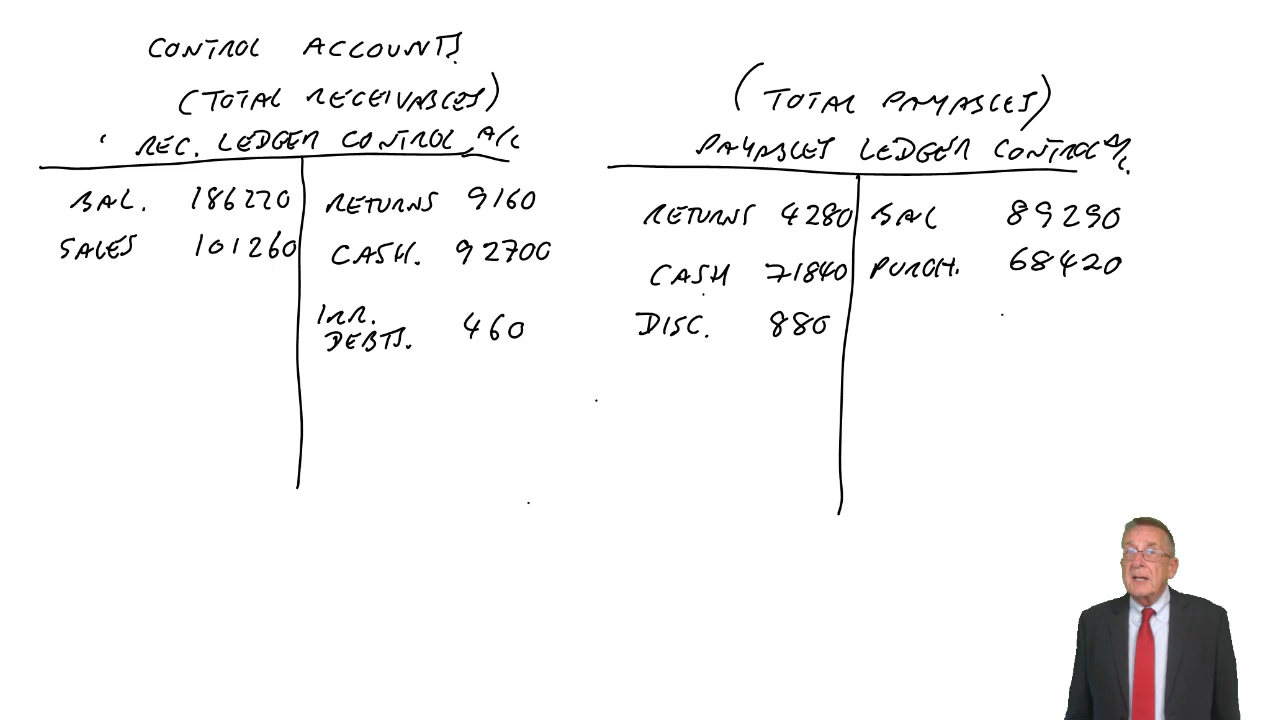 CONTROL ACCOUNTS
(TOTAL RECEIVABLES)
REC. LEDGER CONTROL A/C
BAL. 186220 RETURNS 9160
SALES 101260 CASH. 92700
IRR.
DEBTS. 460
(TOTAL PAYABLES)
PAYABLES LEDGER CONTROL A/C.
RETURNS 4280 BAL 89290
CASH 71840 PURCH. 68420
DISC. 880